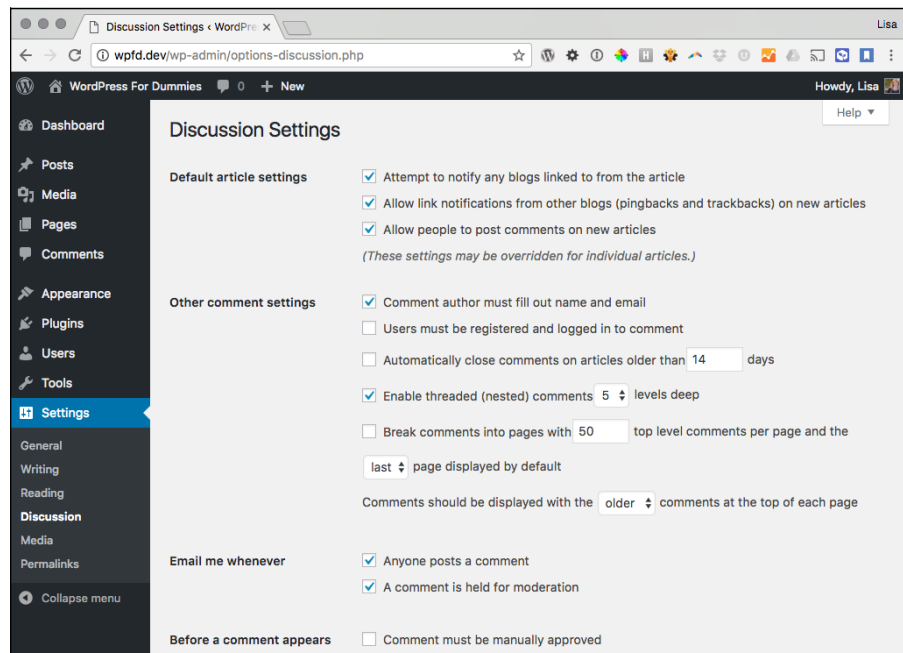 Discussion Settings ‹ WordPre
Lisa
wpfd.dev/wp-admin/options-discussion.php
WordPress For Dummies 0 + New
Howdy, Lisa
Help
Dashboard
Posts
Media
Pages
Comments
Appearance
Plugins
Users
Tools
Settings
General
Writing
Reading
Discussion
Media
Permalinks
Collapse menu
Discussion Settings
Default article settings
Attempt to notify any blogs linked to from the article
Allow link notifications from other blogs (pingbacks and trackbacks) on new articles
Allow people to post comments on new articles
(These settings may be overridden for individual articles.)
Other comment settings
Comment author must fill out name and email
Users must be registered and logged in to comment
Automatically close comments on articles older than 14 days
Enable threaded (nested) comments 5 levels deep
Break comments into pages with 50 top level comments per page and the
last page displayed by default
Comments should be displayed with the older comments at the top of each page
Email me whenever
Anyone posts a comment
A comment is held for moderation
Before a comment appears
Comment must be manually approved